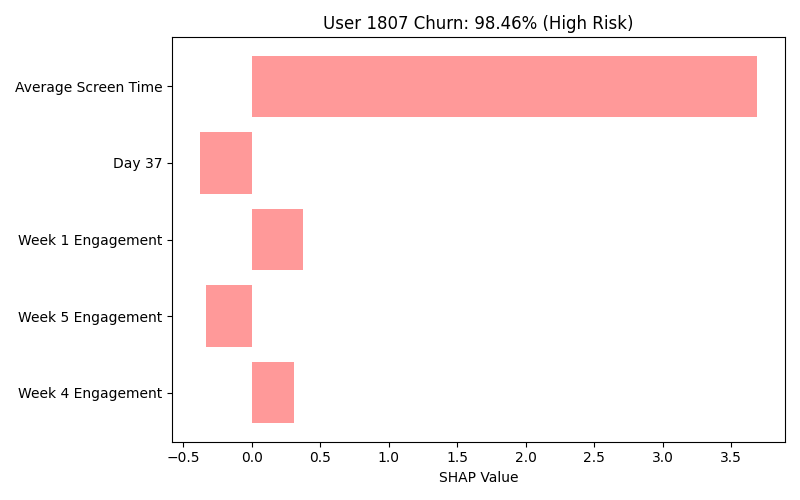 User 1807 Churn: 98.46% (High Risk)
Average Screen Time
Day 37
Week 1 Engagement
Week 5 Engagement
Week 4 Engagement
−0.5 0.0 0.5 1.0 1.5 2.0 2.5 3.0 3.5
SHAP Value